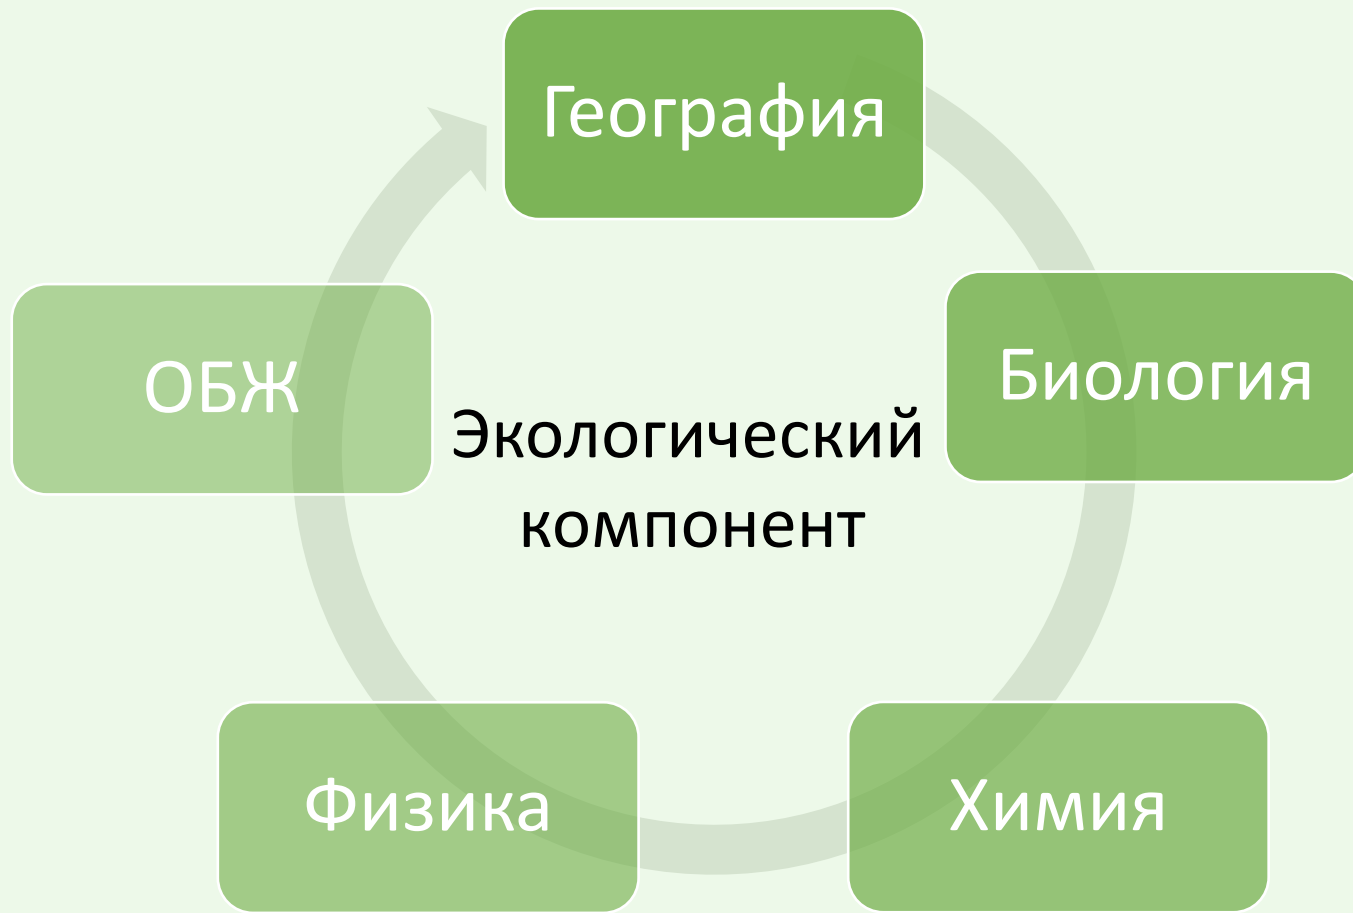 География
Биология
ОБЖ
Экологический
компонент
Физика
Химия